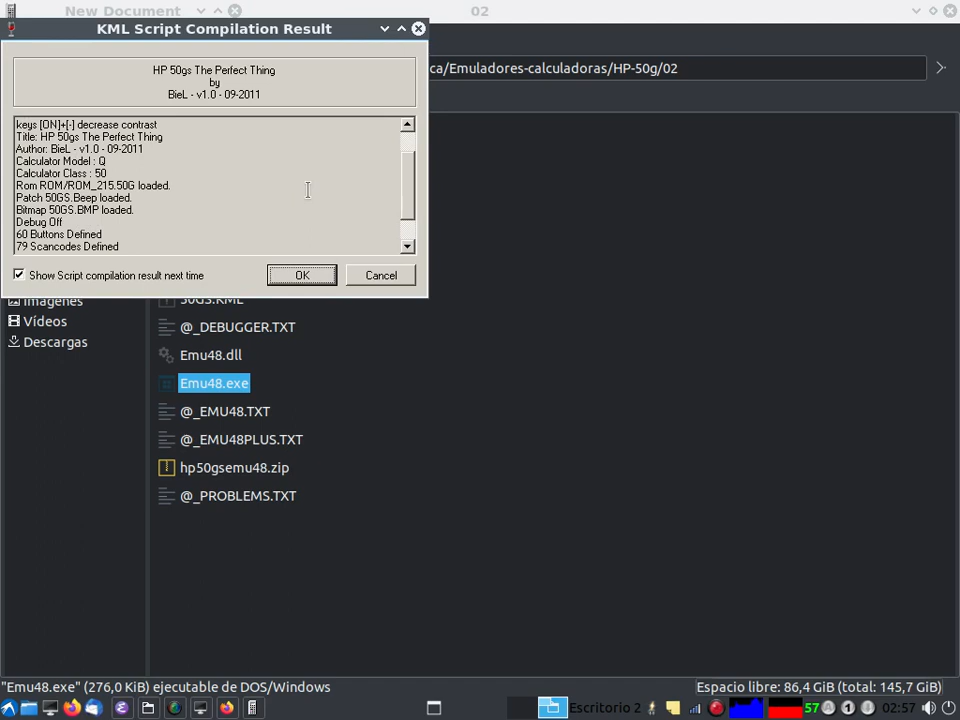 New Document
02
KML Script Compilation Result
HP 50gs The Perfect Thing
by
BieL - v1.0 - 09-2011
keys [ON]+[-] decrease contrast
Title: HP 50gs The Perfect Thing
Author: BieL - v1.0 - 09-2011
Calculator Model : Q
Calculator Class : 50
Rom ROM/ROM_215.50G loaded.
Patch 50GS.Beep loaded.
Bitmap 50GS.BMP loaded.
Debug Off
60 Buttons Defined
79 Scancodes Defined
Show Script compilation result next time
OK
Cancel
ca/Emuladores-calculadoras/HP-50g/02
Imágenes
Vídeos
Descargas
50GS.KML
@_DEBUGGER.TXT
Emu48.dll
Emu48.exe
@_EMU48.TXT
@_EMU48PLUS.TXT
hp50gsemu48.zip
@_PROBLEMS.TXT
"Emu48.exe" (276,0 KiB) ejecutable de DOS/Windows
Espacio libre: 86,4 GiB (total: 145,7 GiB)
Escritorio 2
57
02:57